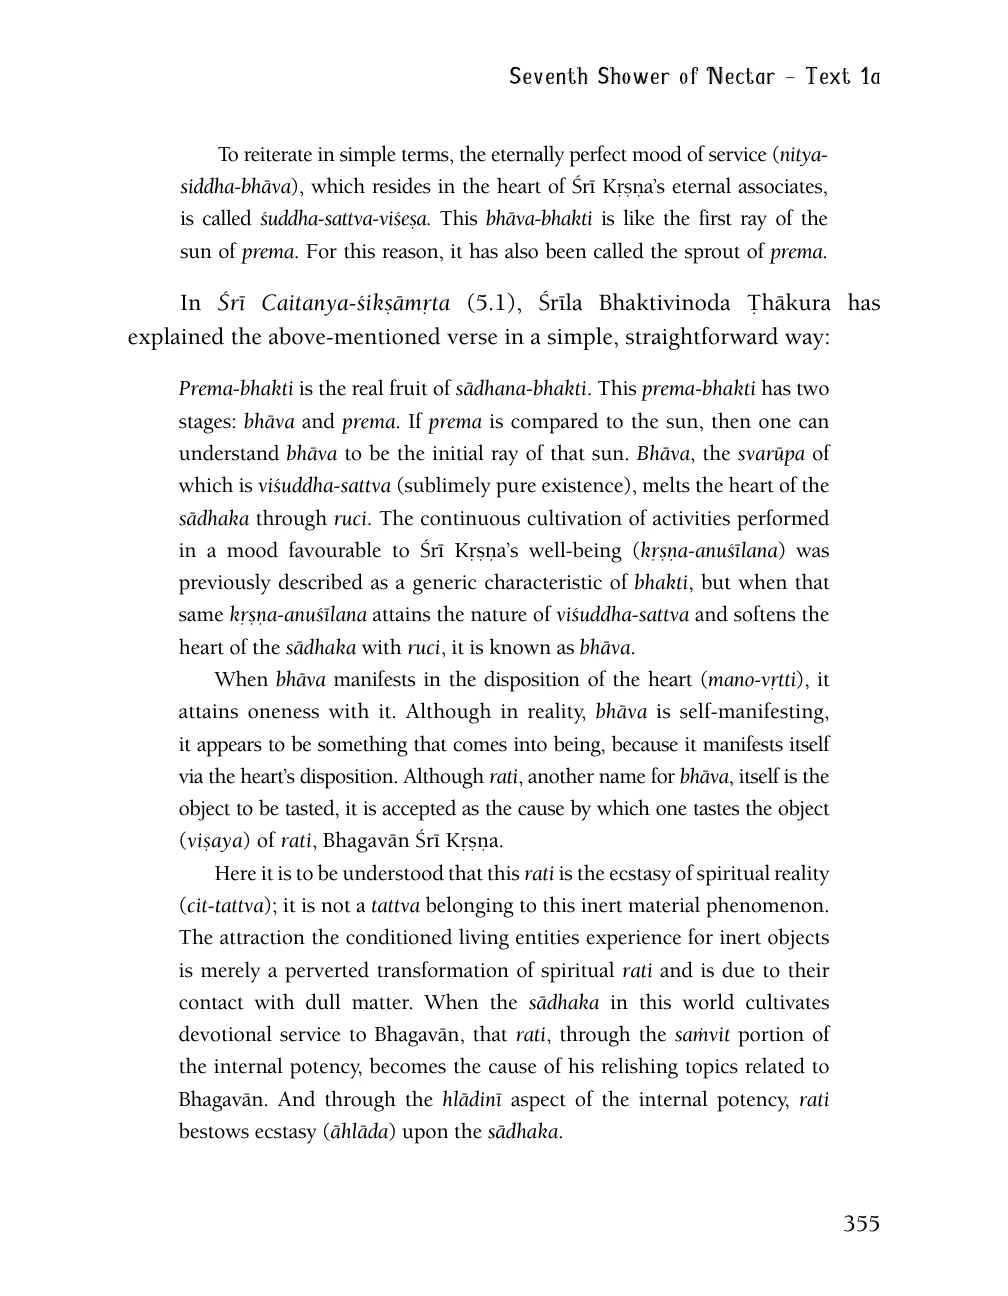 Seventh Shower of Nectar – Text 1a
To reiterate in simple terms, the eternally perfect mood of service (nitya-
siddha-bhāva), which resides in the heart of Śrī Kṛṣṇa’s eternal associates,
is called śuddha-sattva-viśeṣa. This bhāva-bhakti is like the first ray of the
sun of prema. For this reason, it has also been called the sprout of prema.
In Śrī Caitanya-śikṣāmṛta (5.1), Śrīla Bhaktivinoda Ṭhākura has
explained the above-mentioned verse in a simple, straightforward way:
Prema-bhakti is the real fruit of sādhana-bhakti. This prema-bhakti has two
stages: bhāva and prema. If prema is compared to the sun, then one can
understand bhāva to be the initial ray of that sun. Bhāva, the svarūpa of
which is viśuddha-sattva (sublimely pure existence), melts the heart of the
sādhaka through ruci. The continuous cultivation of activities performed
in a mood favourable to Śrī Kṛṣṇa’s well-being (kṛṣṇa-anuśīlana) was
previously described as a generic characteristic of bhakti, but when that
same kṛṣṇa-anuśīlana attains the nature of viśuddha-sattva and softens the
heart of the sādhaka with ruci, it is known as bhāva.
When bhāva manifests in the disposition of the heart (mano-vṛtti), it
attains oneness with it. Although in reality, bhāva is self-manifesting,
it appears to be something that comes into being, because it manifests itself
via the heart’s disposition. Although rati, another name for bhāva, itself is the
object to be tasted, it is accepted as the cause by which one tastes the object
(viṣaya) of rati, Bhagavān Śrī Kṛṣṇa.
Here it is to be understood that this rati is the ecstasy of spiritual reality
(cit-tattva); it is not a tattva belonging to this inert material phenomenon.
The attraction the conditioned living entities experience for inert objects
is merely a perverted transformation of spiritual rati and is due to their
contact with dull matter. When the sādhaka in this world cultivates
devotional service to Bhagavān, that rati, through the saṁvit portion of
the internal potency, becomes the cause of his relishing topics related to
Bhagavān. And through the hlādinī aspect of the internal potency, rati
bestows ecstasy (āhlāda) upon the sādhaka.
355